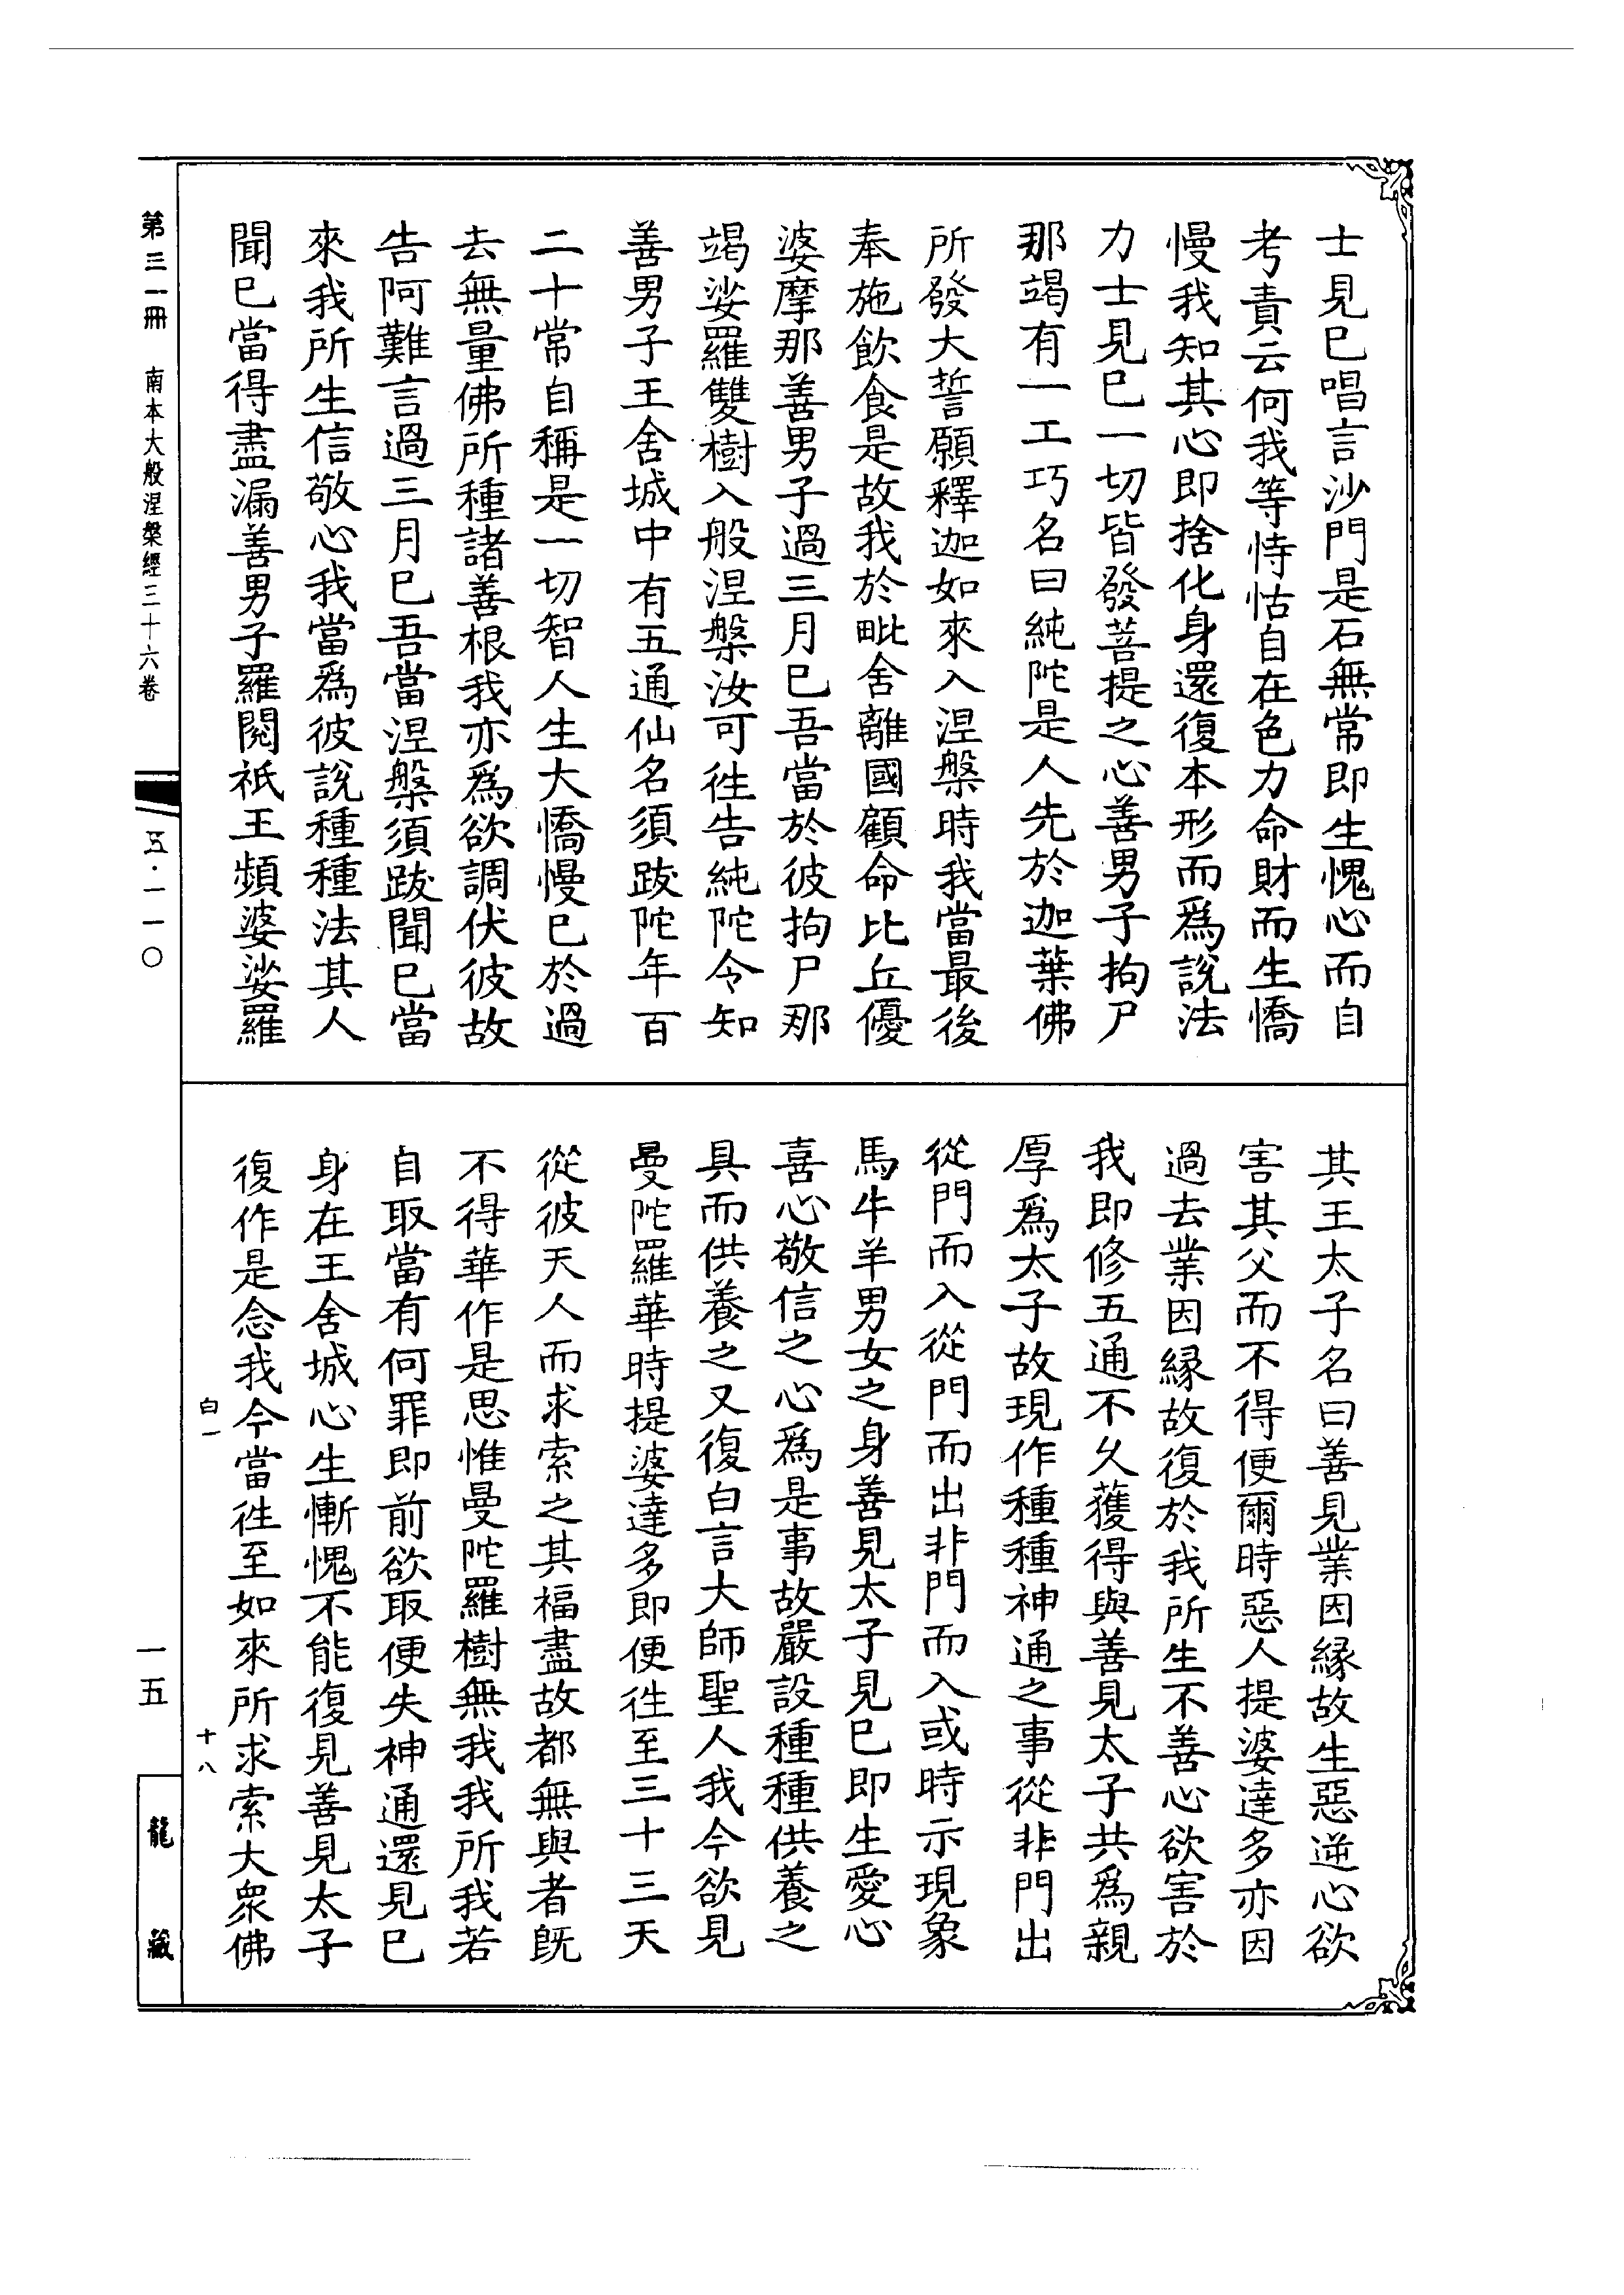 士見巳唱言沙門是石無常即生愧心而自
考責云何我等恃怙自在色力命財而生憍
慢我知其心即捨化身還復本形而爲說法
力士見巳一切皆發菩提之心善男子拘尸
那竭有一工巧名曰純陀是人先於迦葉佛
所發大誓願釋迦如來入涅槃時我當最後
奉施飲食是故我於毗舍離國顧命比丘優
婆摩那善男子過三月巳吾當於彼拘尸那
竭娑羅雙樹入般涅槃汝可徃告純陀令知
善男子王舍城中有五通仙名須跋陀年百
二十常自稱是一切智人生大憍慢巳於過
去無量佛所種諸善根我亦爲欲調伏彼故
告阿難言過三月巳吾當涅槃須跋聞巳當
來我所生信敬心我當爲彼說種種法其人
聞巳當得盡漏善男子羅閱祇王頻婆娑羅
其王太子名曰善見業因緣故生惡逆心欲
害其父而不得便爾時惡人提婆達多亦因
過去業因緣故復於我所生不善心欲害於
我即修五通不久獲得與善見太子共爲親
厚爲太子故現作種種神通之事從非門出
從門而入從門而出非門而入或時示現象
馬牛羊男女之身善見太子見巳即生愛心
喜心敬信之心爲是事故嚴設種種供養之
具而供養之又復白言大師聖人我今欲見
曼陀羅華時提婆達多即便徃至三十三天
從彼天人而求索之其福盡故都無與者既
不得華作是思惟曼陀羅樹無我我所我若
自取當有何罪即前欲取便失神通還見巳
身在王舍城心生慚愧不能復見善見太子
復作是念我今當徃至如來所求索大衆佛
白一
十八
第三一冊　南本大般涅槃經三十六卷
五·一一〇
一五
龍藏